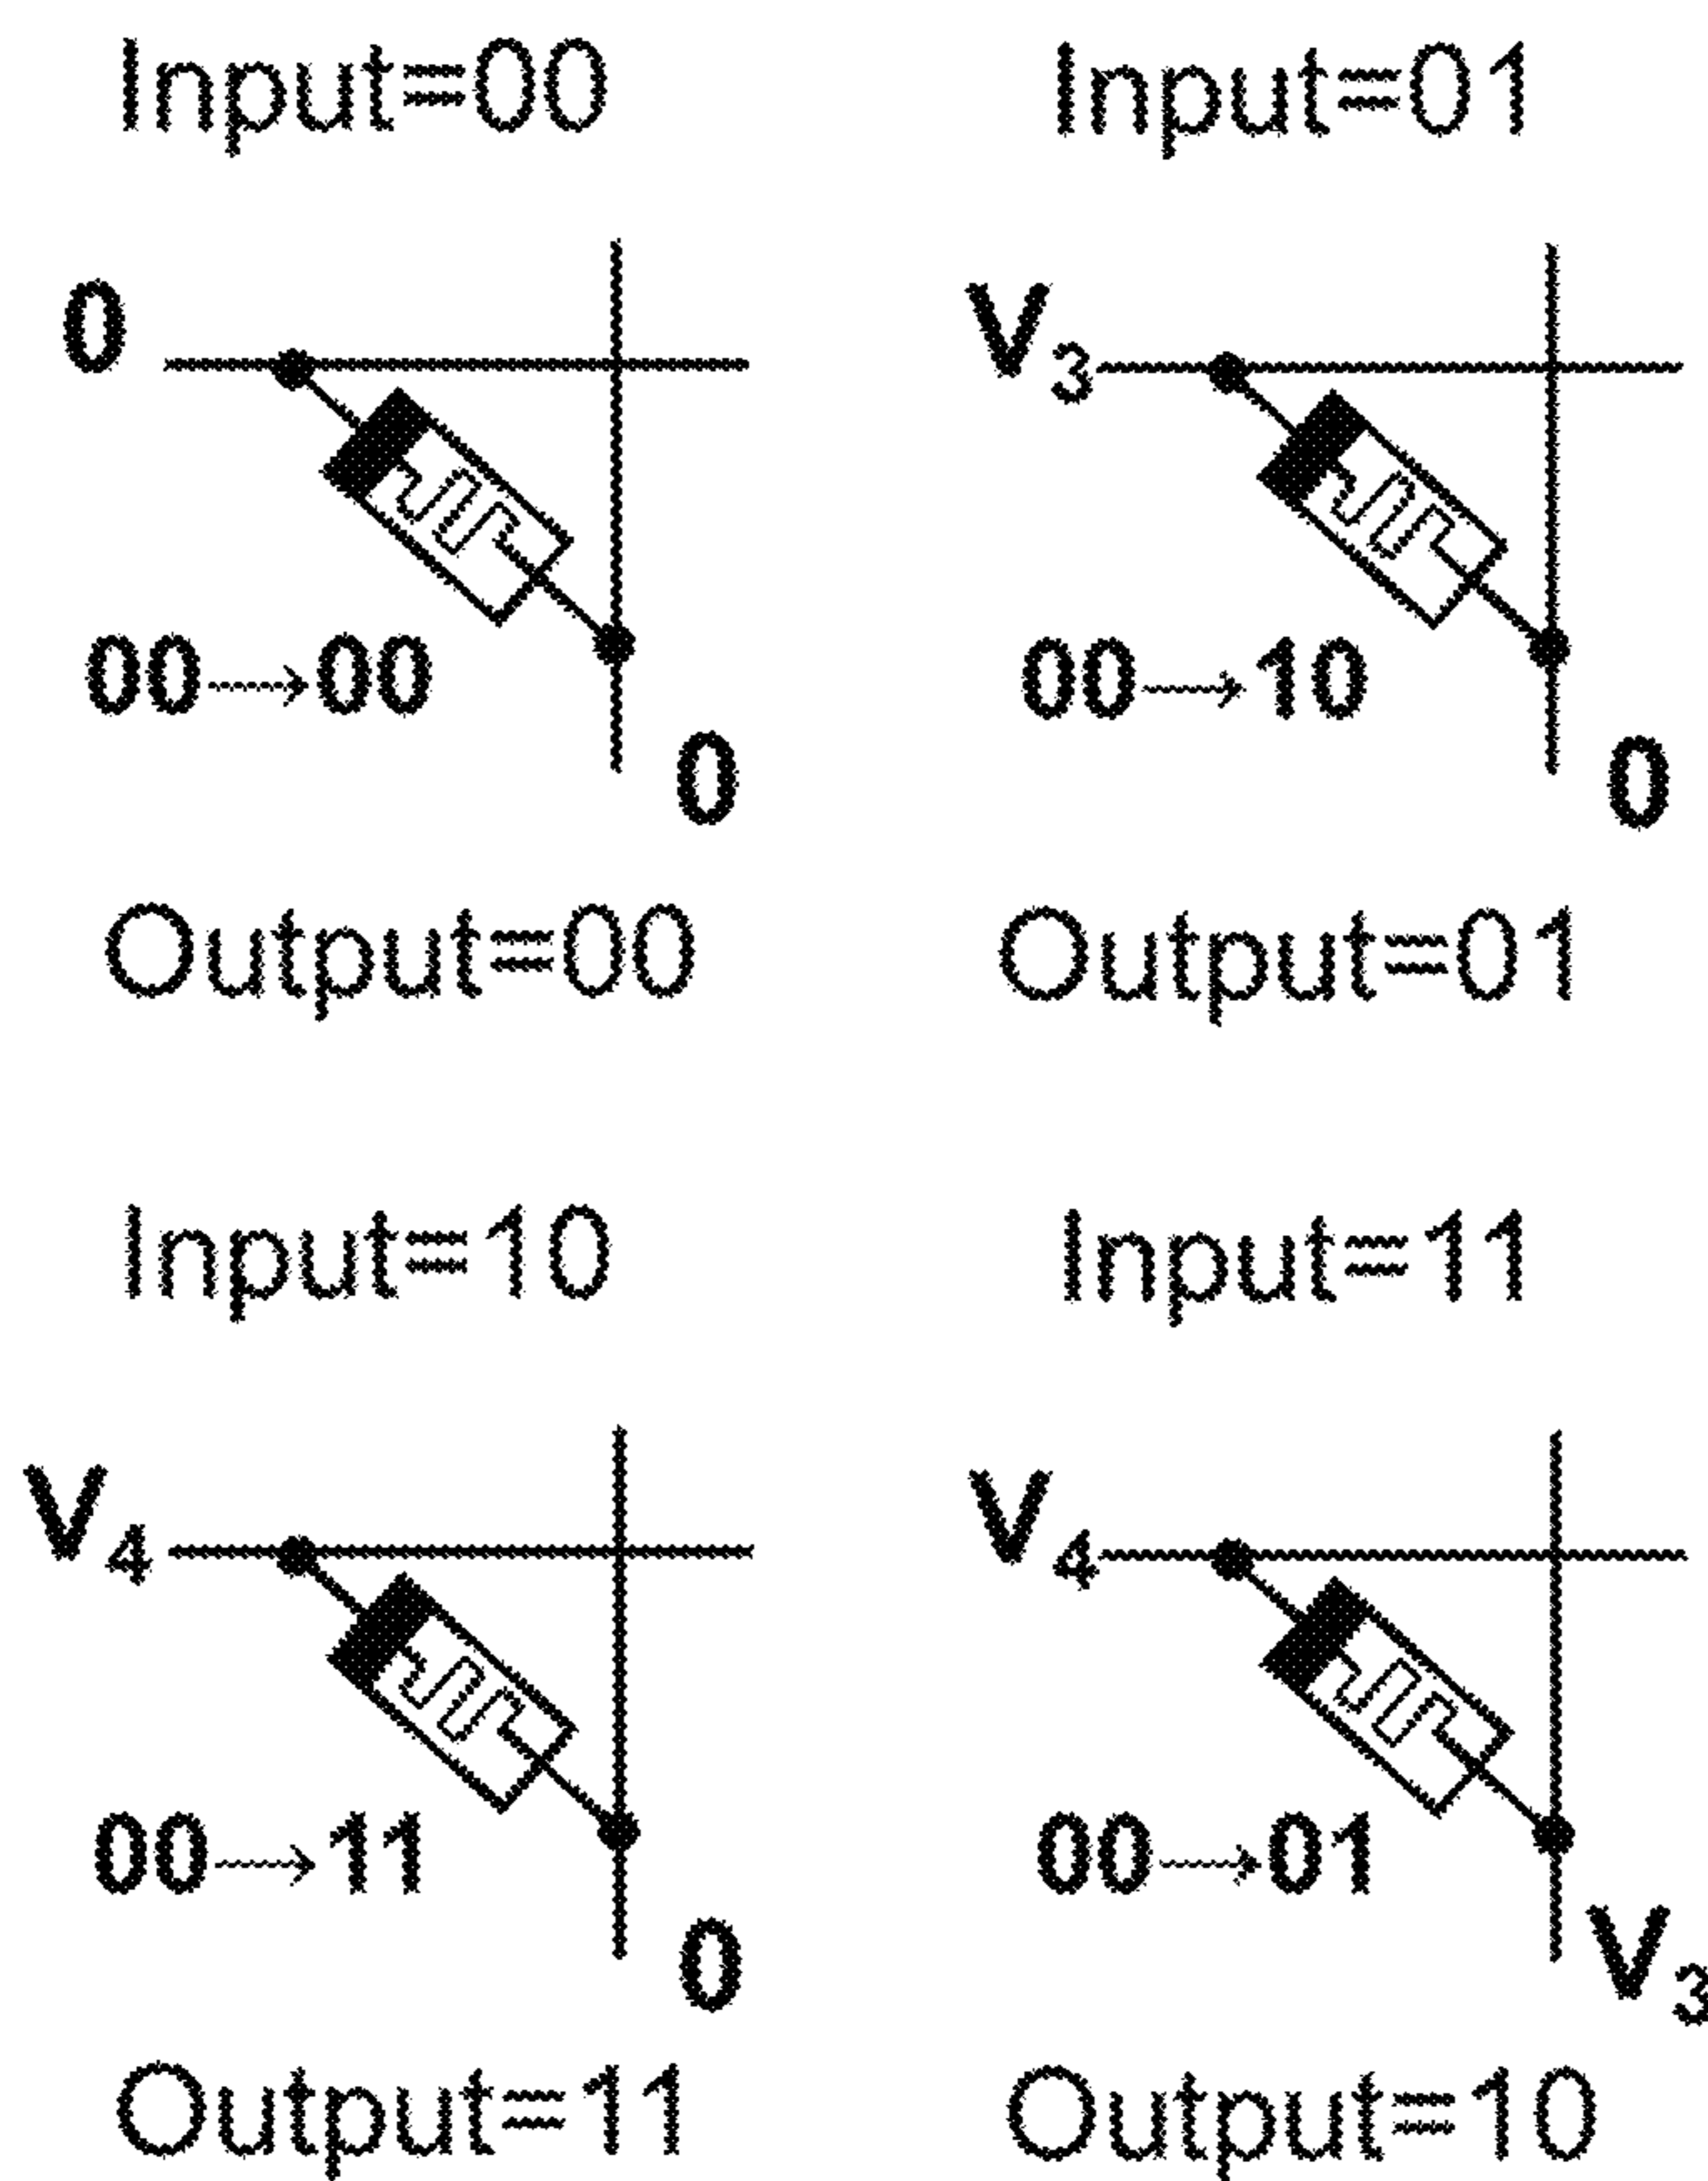 Input=00
0
00→00
0
Output=00
Input=01
V3
00→10
0
Output=01
Input=10
V4
00→11
0
Output=11
Input=11
V4
00→01
V3
Output=10